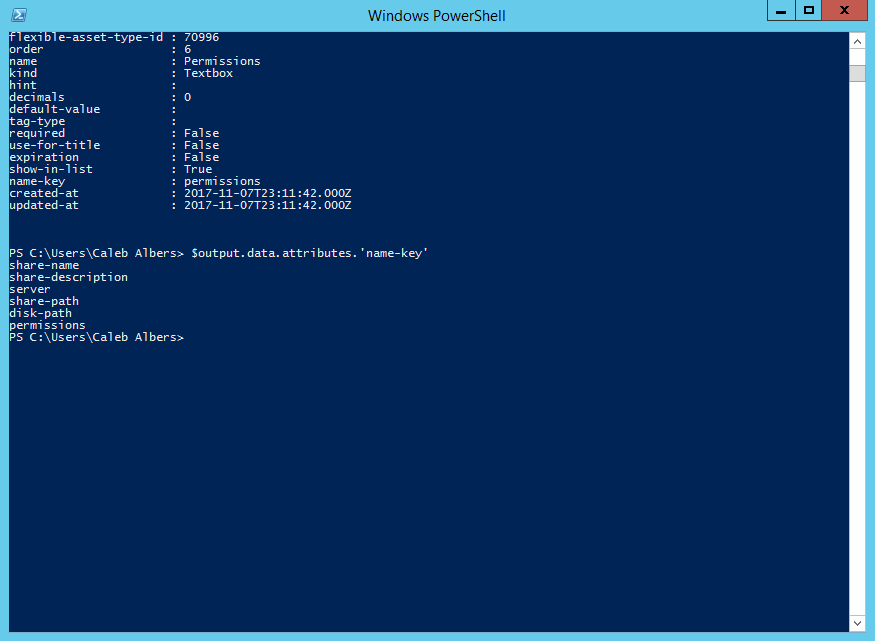 Windows PowerShell
flexible-asset-type-id : 70996
order                  : 6
name                   : Permissions
kind                   : Textbox
hint                   :
decimals               : 0
default-value          :
tag-type               :
required               : False
use-for-title          : False
expiration             : False
show-in-list           : True
name-key               : permissions
created-at             : 2017-11-07T23:11:42.000Z
updated-at             : 2017-11-07T23:11:42.000Z
PS C:\Users\Caleb Albers> $output.data.attributes.'name-key'
share-name
share-description
server
share-path
disk-path
permissions
PS C:\Users\Caleb Albers>